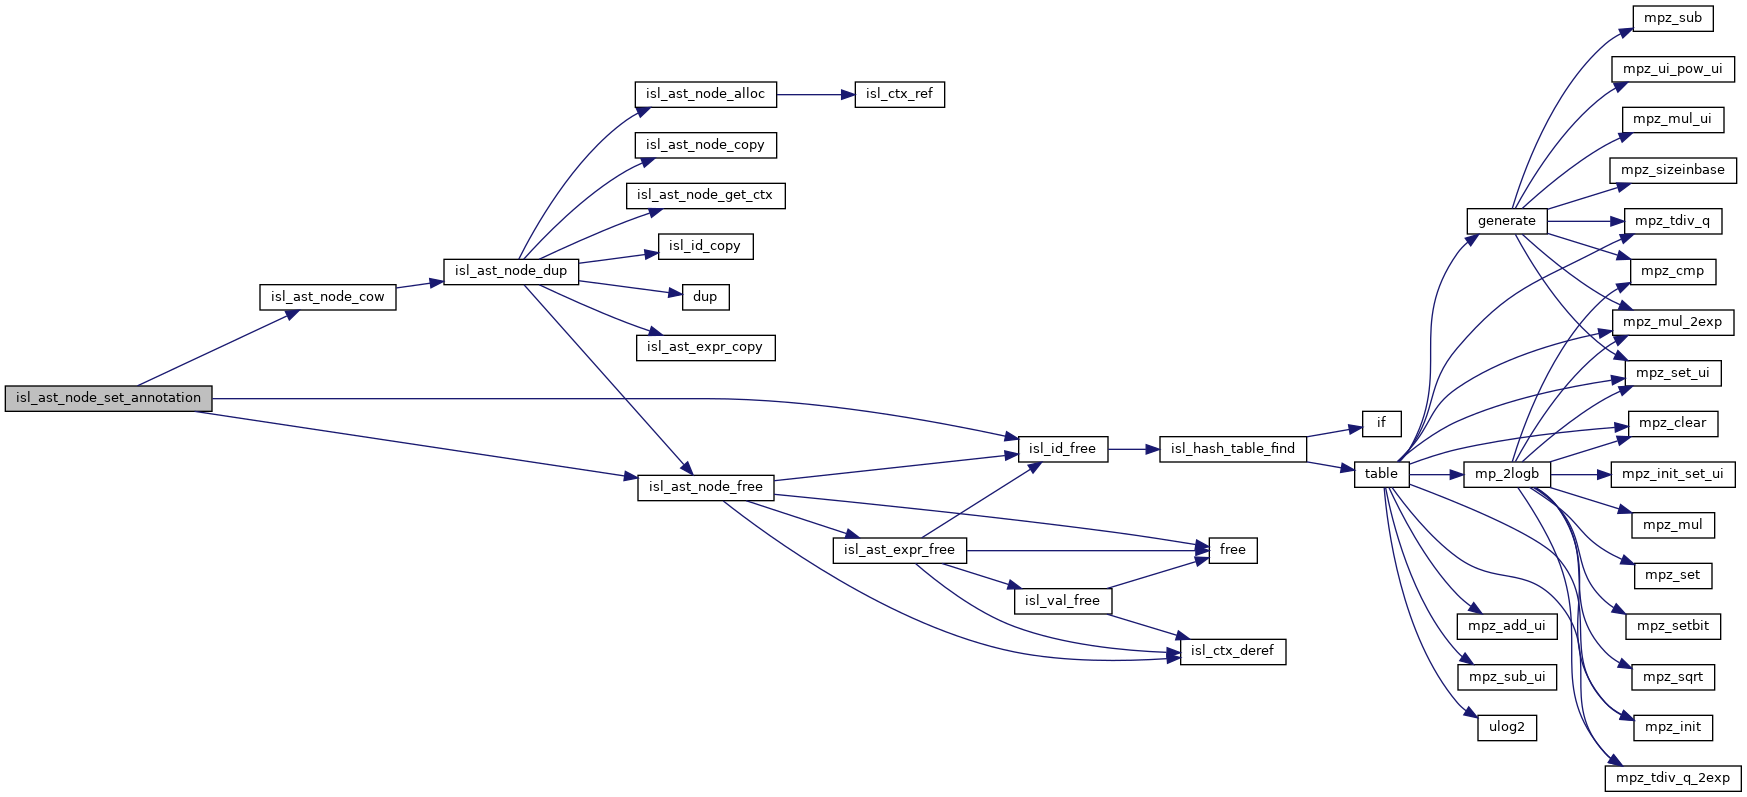 isl_ast_node_set_annotation
isl_ast_node_cow
isl_ast_node_dup
isl_ast_node_alloc
isl_ctx_ref
isl_ast_node_copy
isl_ast_node_get_ctx
isl_id_copy
dup
isl_ast_expr_copy
isl_ast_node_free
isl_id_free
isl_ast_expr_free
isl_val_free
isl_hash_table_find
free
isl_ctx_deref
if
table
generate
mp_2logb
mpz_add_ui
mpz_sub_ui
ulog2
mpz_sub
mpz_ui_pow_ui
mpz_mul_ui
mpz_sizeinbase
mpz_tdiv_q
mpz_cmp
mpz_mul_2exp
mpz_set_ui
mpz_clear
mpz_init_set_ui
mpz_mul
mpz_set
mpz_setbit
mpz_sqrt
mpz_init
mpz_tdiv_q_2exp